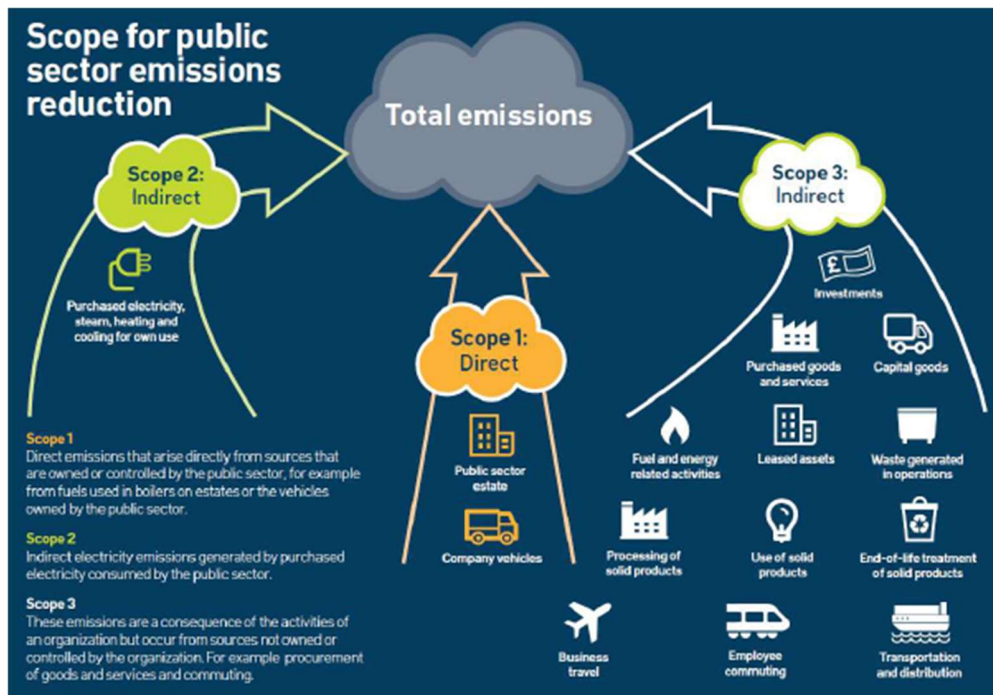 Scope for public
sector emissions
reduction
Total emissions
Scope 2:
Indirect
Purchased electricity,
steam, heating and
cooling for own use
Scope 1:
Direct
Public sector
estate
Company vehicles
Scope 3:
Indirect
£
Investments
Purchased goods
and services
Capital goods
Fuel and energy
related activities
Leased assets
Waste generated
in operations
Processing of
solid products
Use of solid
products
End-of-life treatment
of solid products
Business
travel
Employee
commuting
Transportation
and distribution
Scope 1
Direct emissions that arise directly from sources that
are owned or controlled by the public sector, for example
from fuels used in boilers on estates or the vehicles
owned by the public sector.
Scope 2
Indirect electricity emissions generated by purchased
electricity consumed by the public sector.
Scope 3
These emissions are a consequence of the activities of
an organization but occur from sources not owned or
controlled by the organization. For example procurement
of goods and services and commuting.